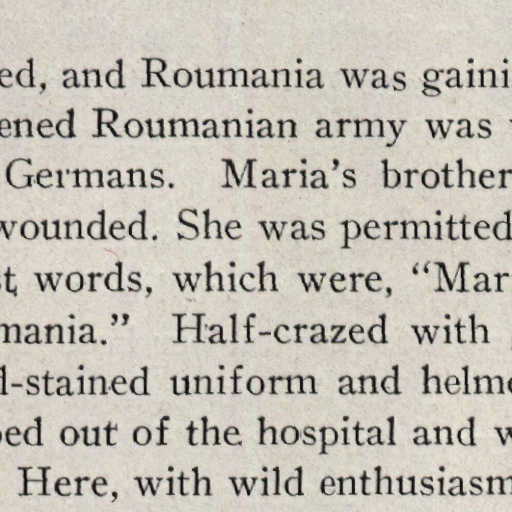 ed, and Roumania was gaini
ened Roumanian army was
Germans. Maria's brother
wounded. She was permitted
t words, which were, "Mar
mania." Half-crazed with
l-stained uniform and helme
ed out of the hospital and w
Here, with wild enthusiasm